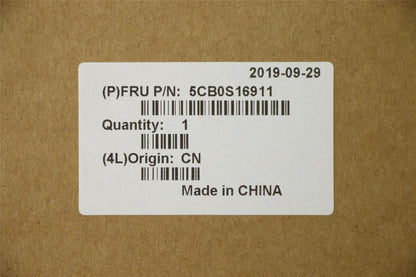 2019-09-29
(P)FRU P/N: 5CB0S16911
Quantity: 1
(4L)Origin: CN
Made in CHINA